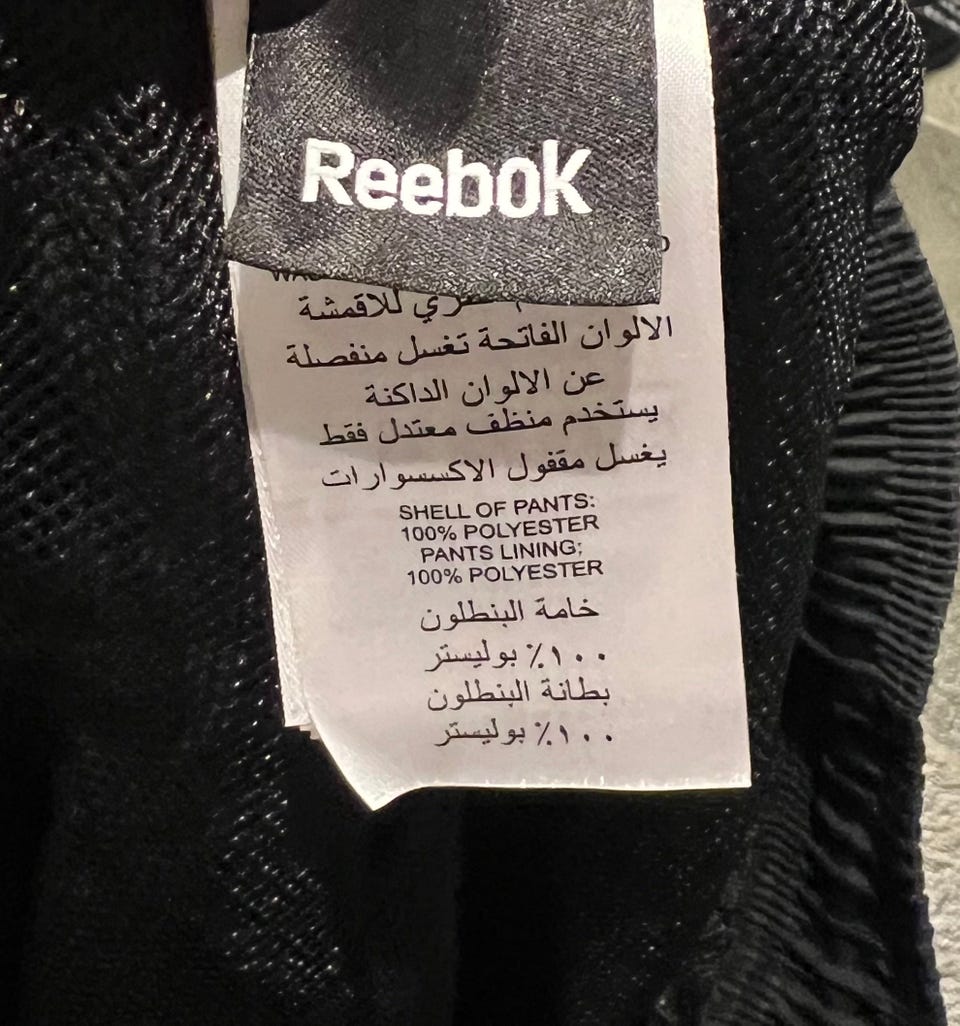 Reebok
للاقمشة
الالوان الفاتحة تغسل منفصلة
عن الالوان الداكنة
يستخدم منظف معتدل فقط
يغسل مقفول الاكسسوارات
SHELL OF PANTS:
100% POLYESTER
PANTS LINING:
100% POLYESTER
خامة البنطلون
١٠٠٪ بوليستر
بطانة البنطلون
١٠٠٪ بوليستر